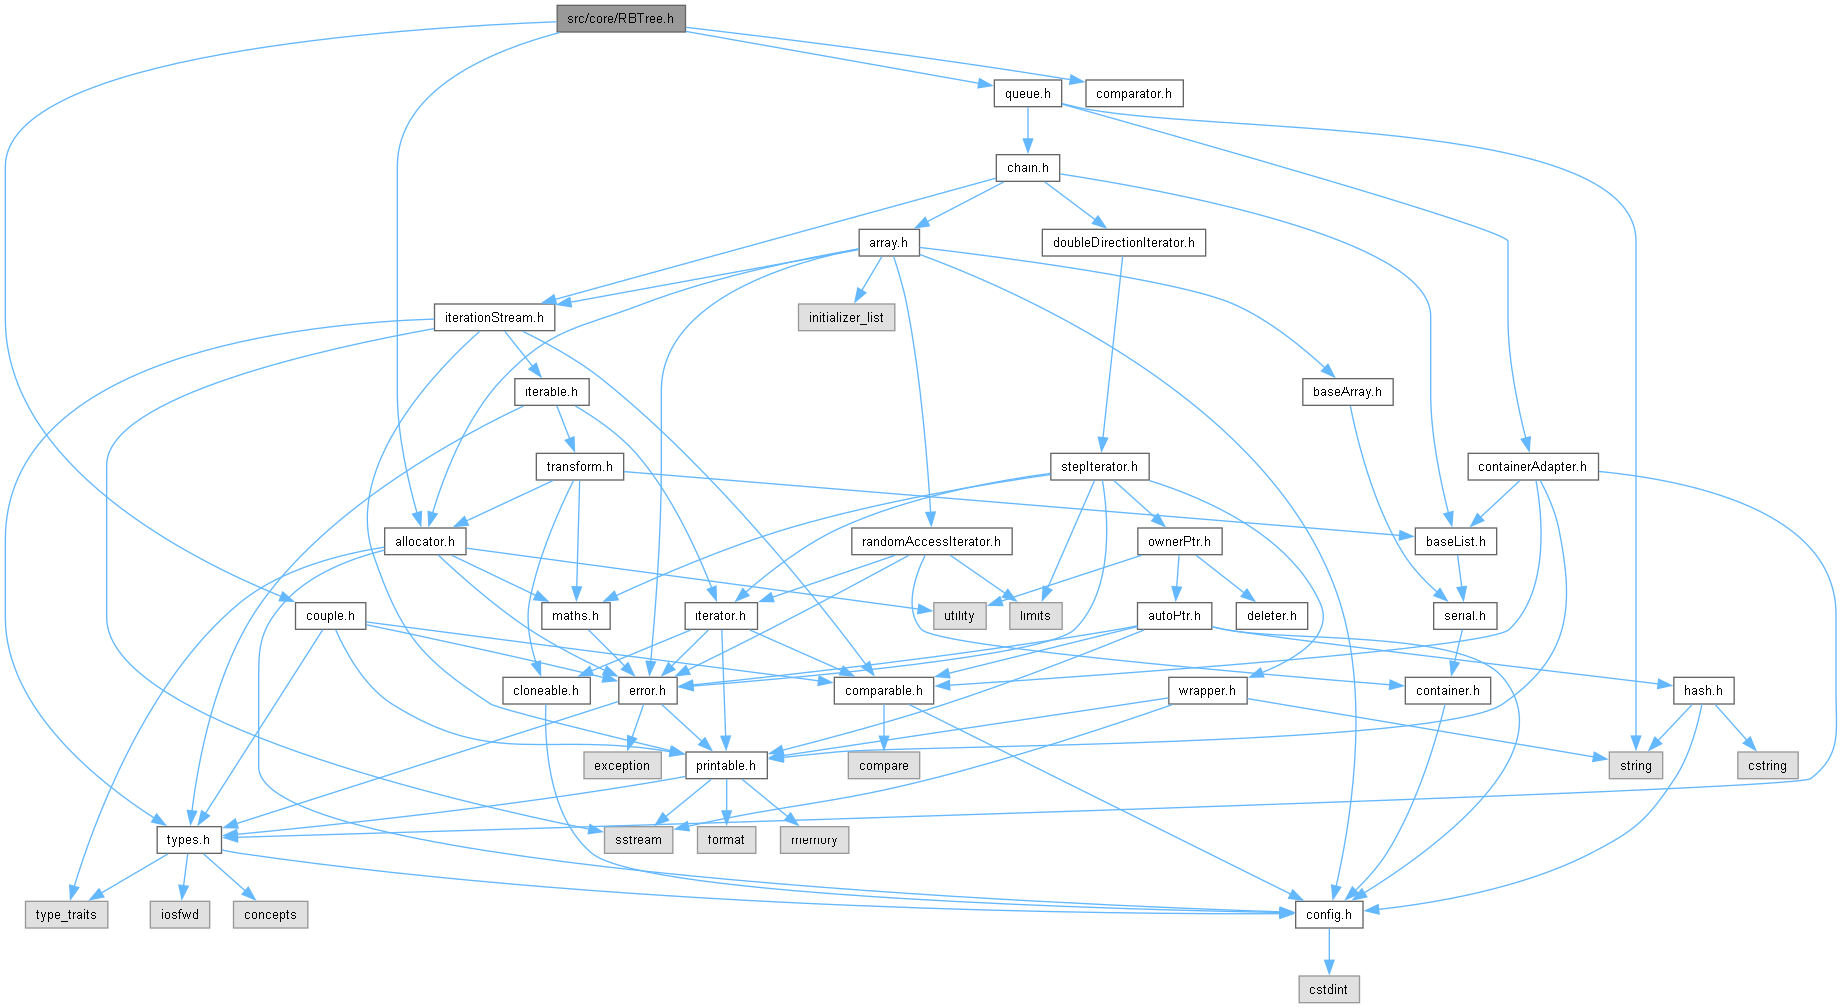 src/core/RBTree.h
queue.h
comparator.h
chain.h
array.h
doubleDirectionIterator.h
initializer_list
iterationStream.h
iterable.h
baseArray.h
transform.h
stepIterator.h
containerAdapter.h
allocator.h
randomAccessIterator.h
ownerPtr.h
baseList.h
couple.h
maths.h
iterator.h
utility
limits
autoPtr.h
deleter.h
serial.h
cloneable.h
error.h
comparable.h
wrapper.h
container.h
hash.h
exception
printable.h
compare
string
cstring
types.h
sstream
format
memory
type_traits
iosfwd
concepts
config.h
cstdint